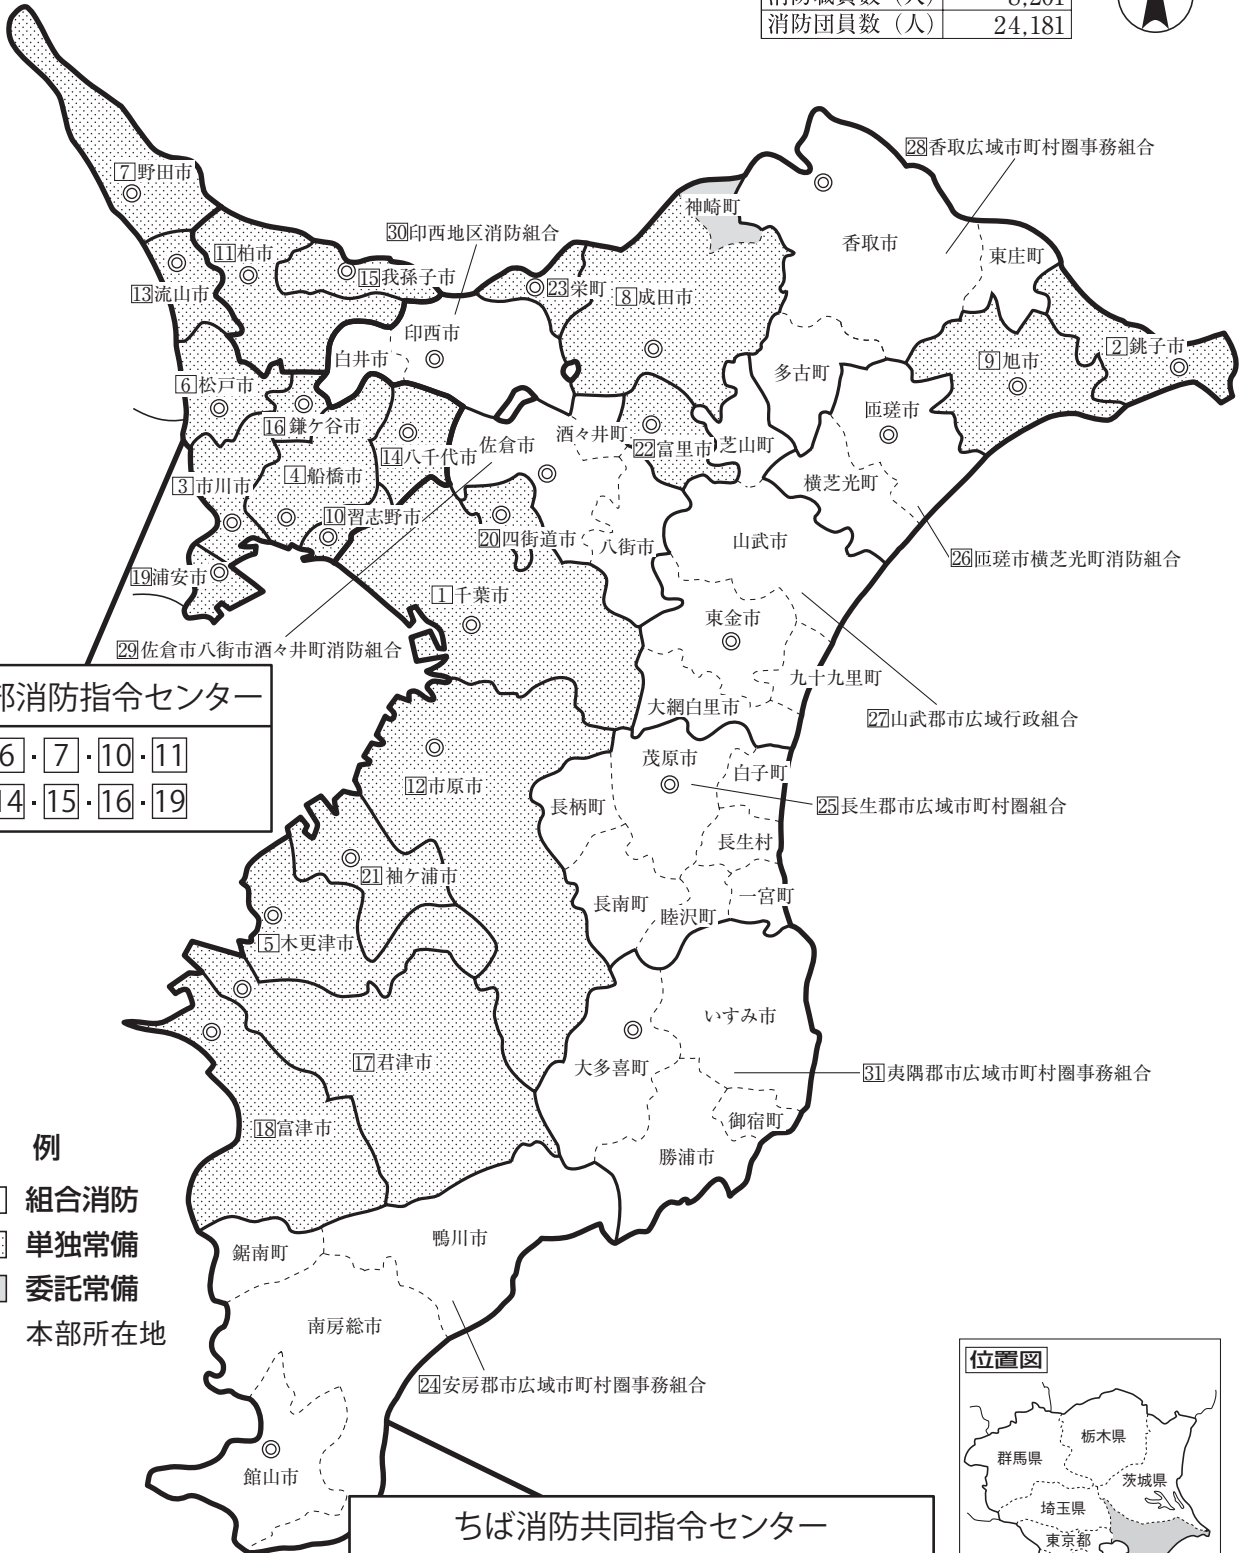 消防団員数（人） 24,181
28香取広域市町村圏事務組合
7野田市
神崎町
30印西地区消防組合
香取市
東庄町
11柏市
15我孫子市
13流山市
23栄町
8成田市
印西市
白井市
2銚子市
9旭市
多古町
6松戸市
匝瑳市
16鎌ケ谷市
酒々井町
佐倉市
22富里市
芝山町
14八千代市
4船橋市
3市川市
横芝光町
10習志野市
20四街道市
八街市
山武市
26匝瑳市横芝光町消防組合
19浦安市
1千葉市
東金市
29佐倉市八街市酒々井町消防組合
九十九里町
部消防指令センター
大網白里市
27山武郡市広域行政組合
6・7・10・11
14・15・16・19
茂原市
白子町
12市原市
長柄町
25長生郡市広域市町村圏組合
長生村
21袖ケ浦市
一宮町
長南町
睦沢町
5木更津市
いすみ市
17君津市
大多喜町
31夷隅郡市広域市町村圏事務組合
御宿町
18富津市
勝浦市
例
組合消防
単独常備
委託常備
本部所在地
鴨川市
鋸南町
南房総市
24安房郡市広域市町村圏事務組合
館山市
ちば消防共同指令センター
位置図
栃木県
群馬県
茨城県
埼玉県
東京都